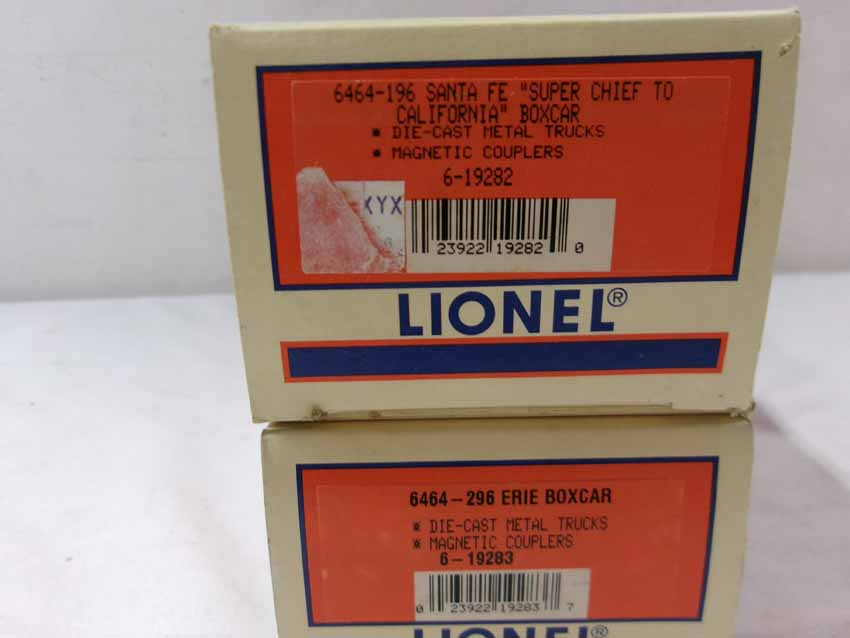 6464-196 SANTA FE "SUPER CHIEF TO
CALIFORNIA" BOXCAR
* DIE-CAST METAL TRUCKS
* MAGNETIC COUPLERS
6-19282
XYX
23922 19282 0
LIONEL®
6464-296 ERIE BOXCAR
* DIE-CAST METAL TRUCKS
* MAGNETIC COUPLERS
6-19283
0 23922 19283 7
LIONEL®